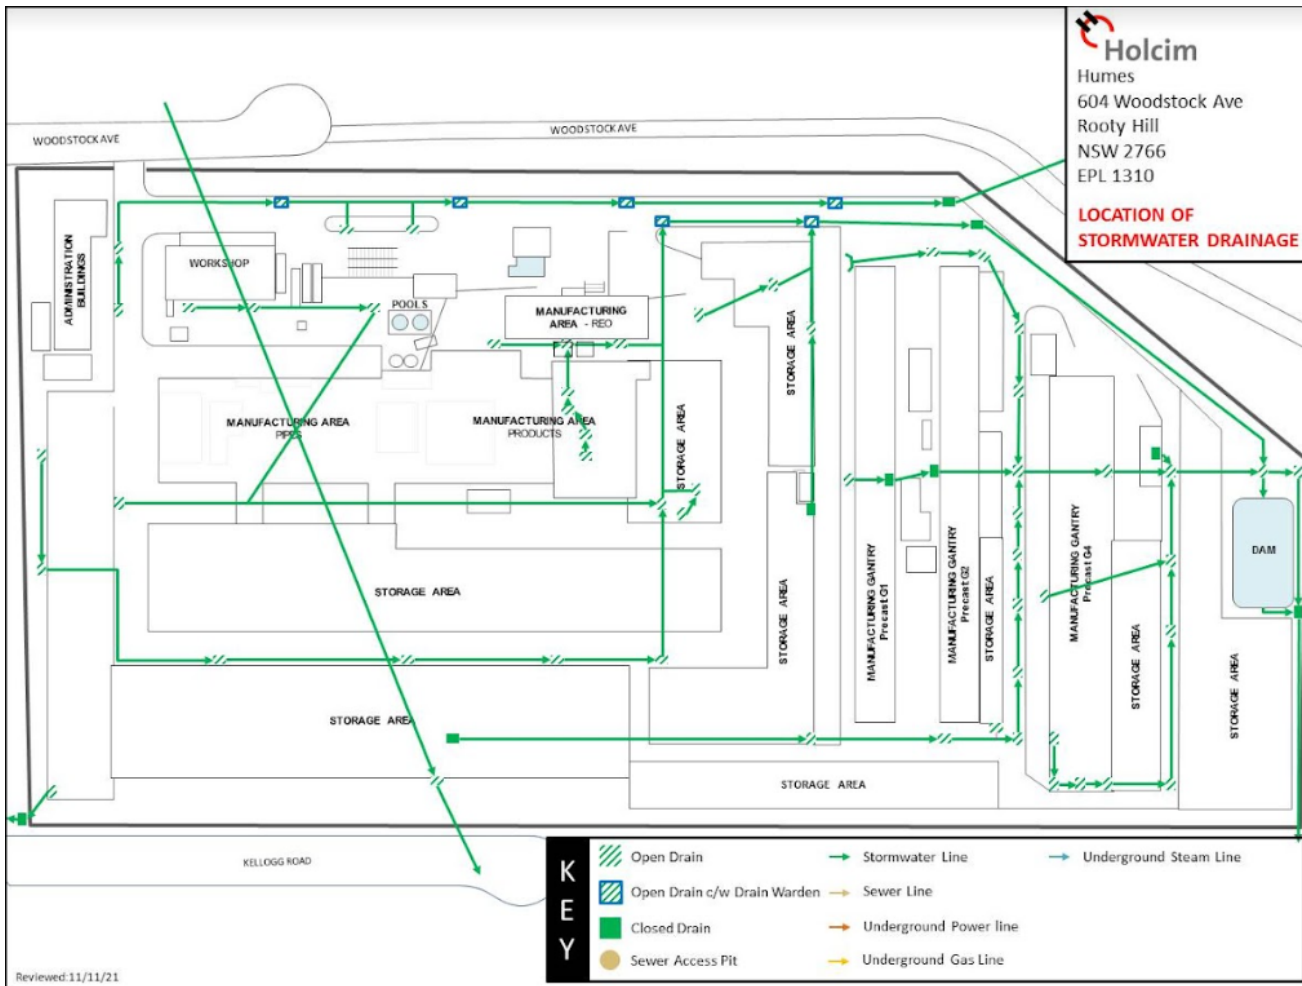 Holcim
Humes
604 Woodstock Ave
Rooty Hill
NSW 2766
EPL 1310
LOCATION OF
STORMWATER DRAINAGE
WOODSTOCK AVE
WOODSTOCK AVE
ADMINISTRATION
BUILDINGS
WORKSHOP
POOLS
MANUFACTURING
AREA - REO
MANUFACTURING AREA
PIPES
MANUFACTURING AREA
PRODUCTS
STORAGE AREA
STORAGE AREA
STORAGE AREA
STORAGE AREA
STORAGE AREA
MANUFACTURING GANTRY
Precast G1
MANUFACTURING GANTRY
Precast G2
STORAGE AREA
MANUFACTURING GANTRY
Precast G4
STORAGE AREA
DAM
STORAGE AREA
STORAGE AREA
KELLOGG ROAD
KEY
Open Drain
Open Drain c/w Drain Warden
Closed Drain
Sewer Access Pit
Stormwater Line
Sewer Line
Underground Power line
Underground Gas Line
Underground Steam Line
Reviewed:11/11/21